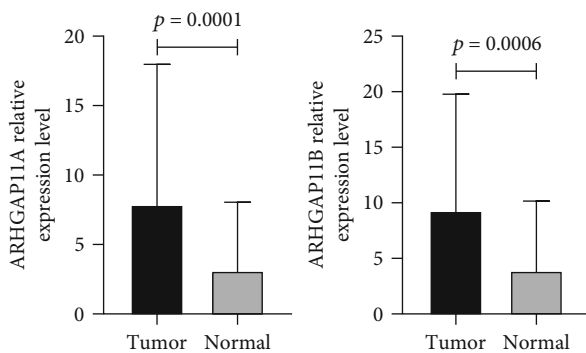 p = 0.0001
20
15
10
5
0
ARHGAP11A relative
expression level
Tumor
Normal
p = 0.0006
25
20
15
10
5
0
ARHGAP11B relative
expression level
Tumor
Normal